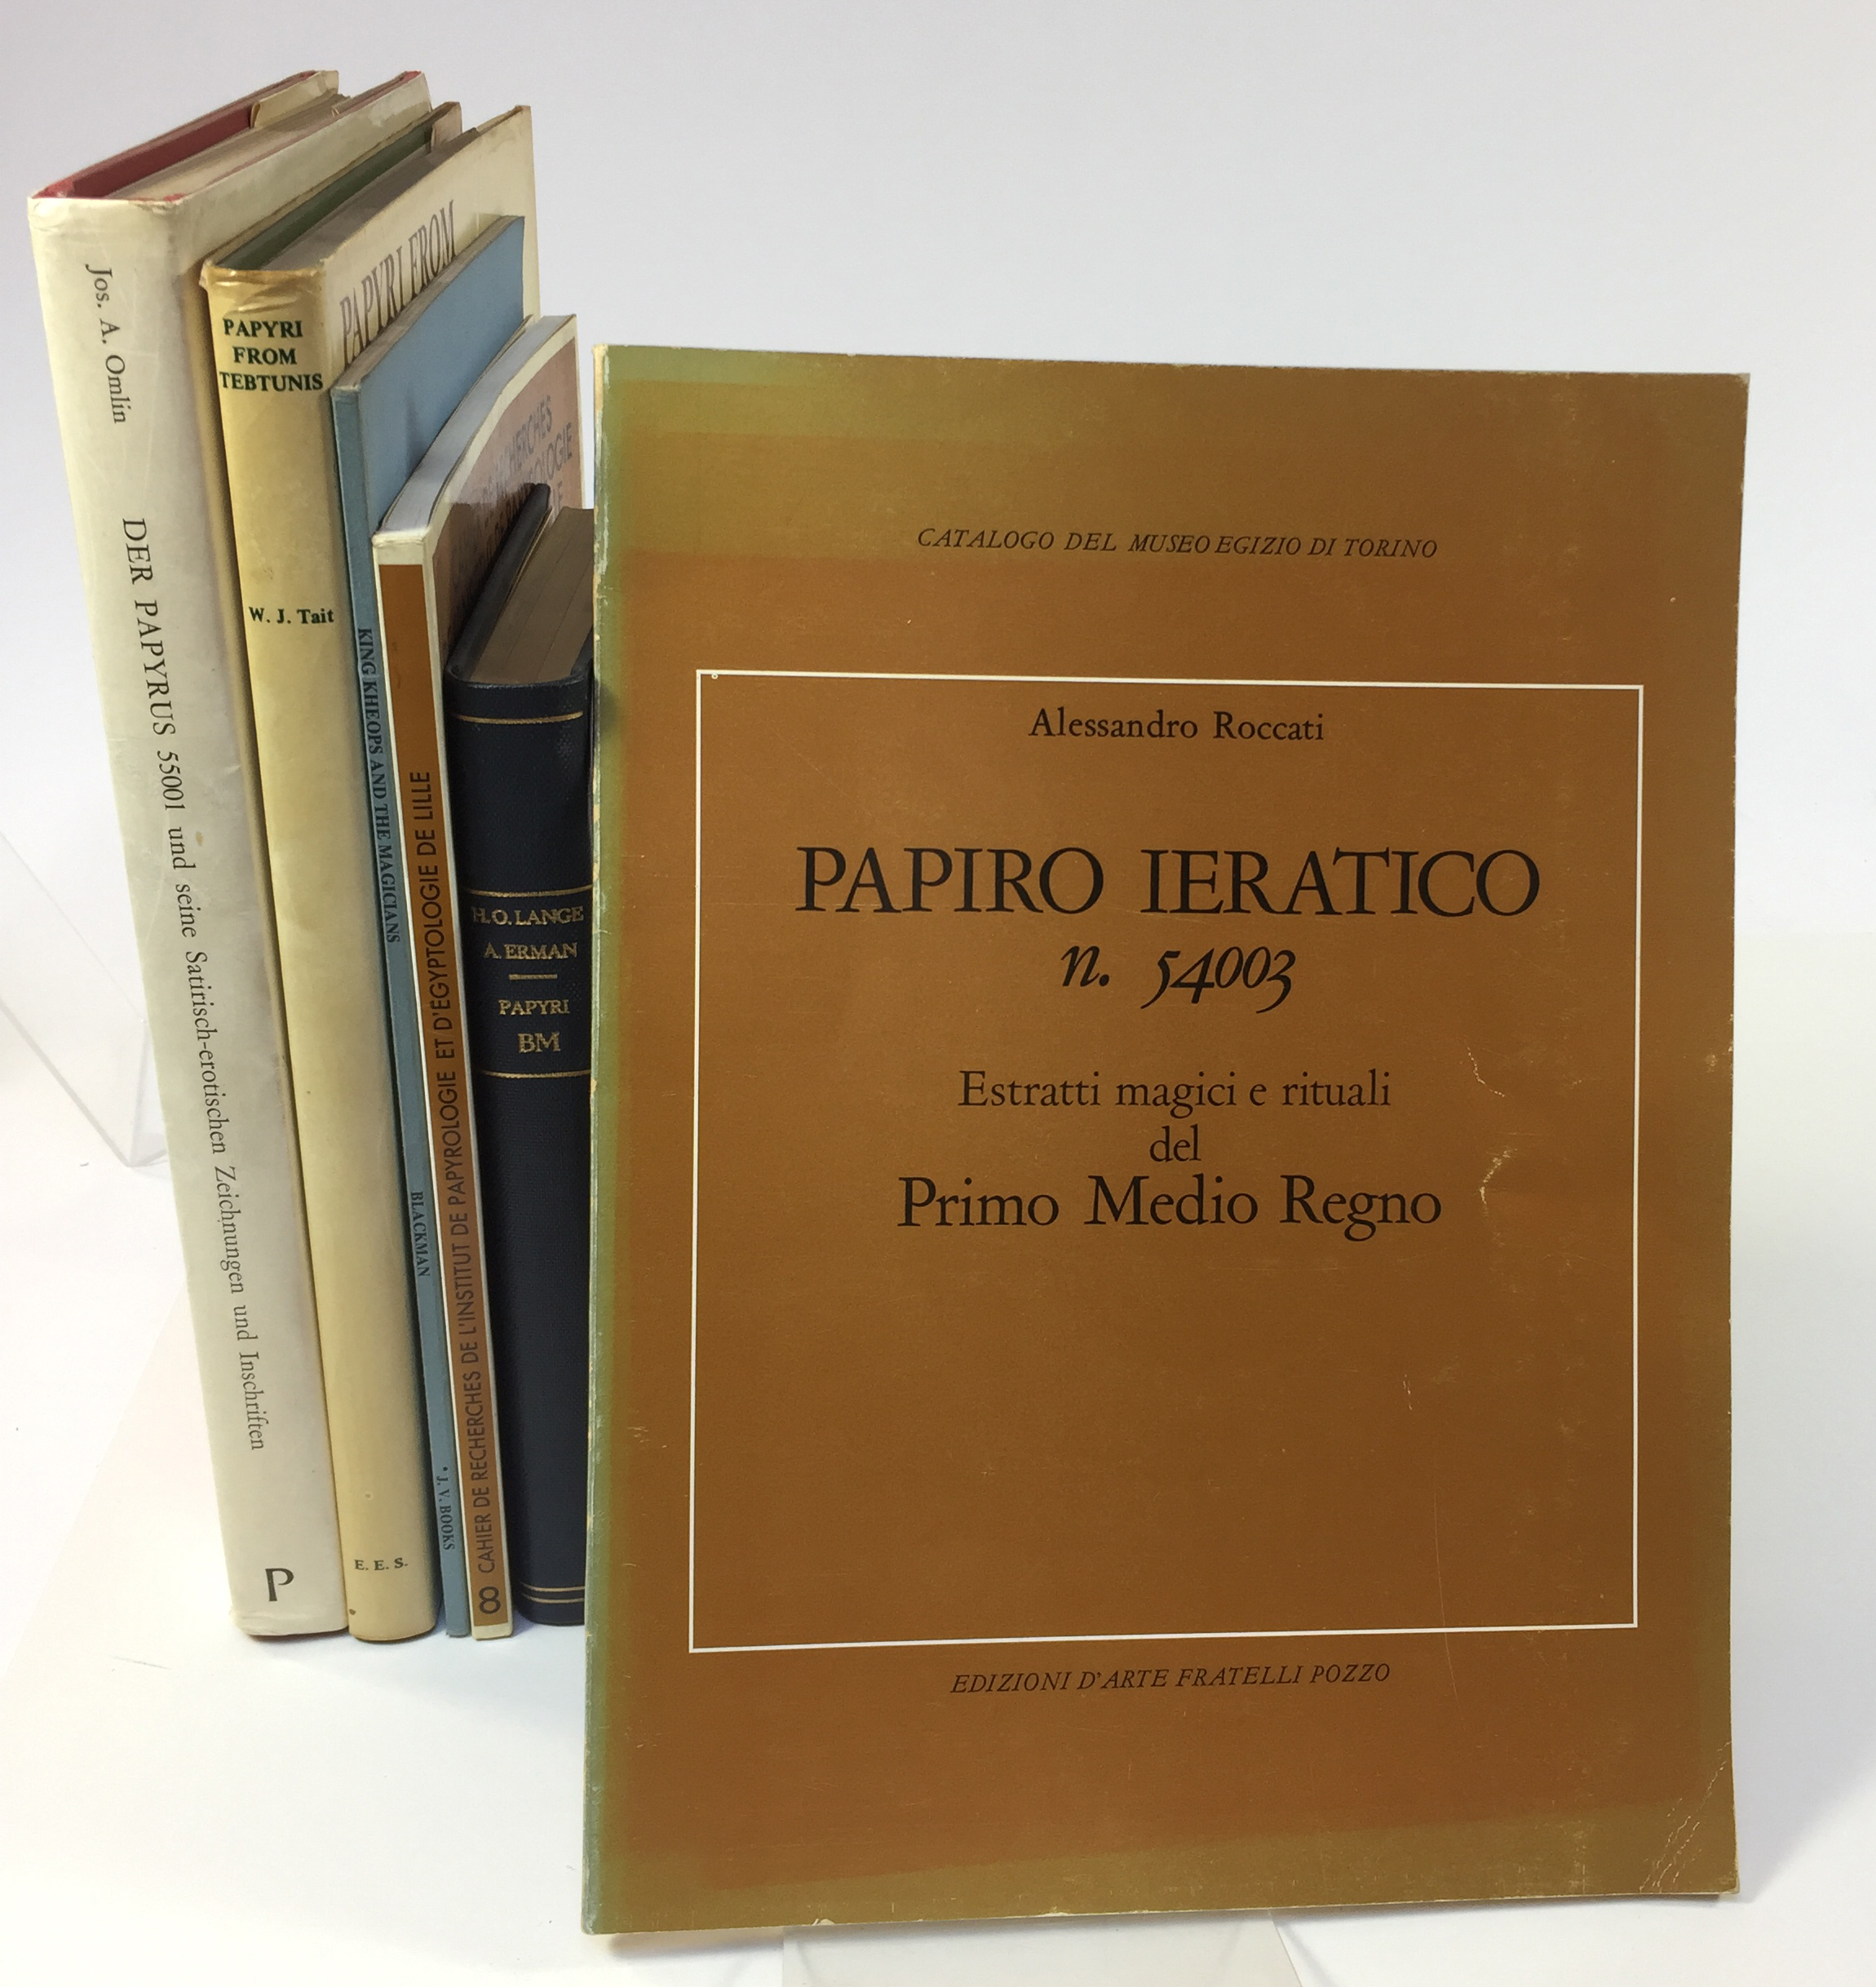 Jos. A. Omlin
DER PAPYRUS 55001 und seine Satirisch-erotischen Zeichnungen und Inschriften
P
PAPYRI
FROM
TEBTUNIS
W. J. Tait
E. E. S.
PAPYRI FROM
KING KHEOPS AND THE MAGICIANS
BLACKMAN
J. V. BOOKS
8 CAHIER DE RECHERCHES DE L'INSTITUT DE PAPYROLOGIE ET D'ÉGYPTOLOGIE DE LILLE
H.O. LANGE
A. ERMAN
PAPYRI
BM
CATALOGO DEL MUSEO EGIZIO DI TORINO
Alessandro Roccati
PAPIRO IERATICO
n. 54003
Estratti magici e rituali
del
Primo Medio Regno
EDIZIONI D'ARTE FRATELLI POZZO